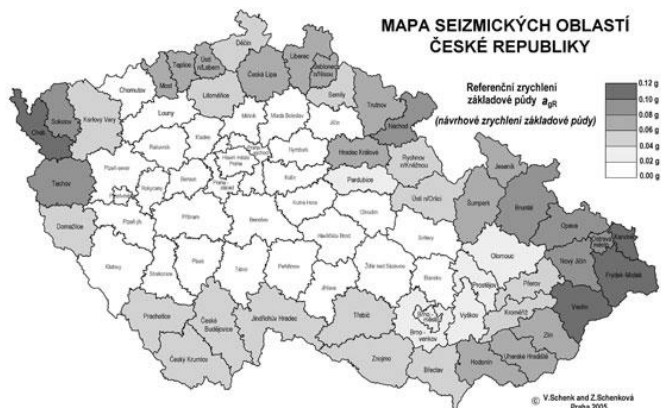 MAPA SEIZMICKÝCH OBLASTÍ
ČESKÉ REPUBLIKY
Referenční zrychlení
základové půdy agR
(návrhové zrychlení základové půdy)
0.12 g
0.10 g
0.08 g
0.06 g
0.04 g
0.02 g
0.00 g
Děčín
Liberec
Teplice
Ústí
n/Labem
Jablonec
n/Nisou
Most
Česká Lípa
Litoměřice
Semily
Trutnov
Chomutov
Louny
Mělník
Mladá Boleslav
Jičín
Náchod
Sokolov
Karlovy Vary
Cheb
Rakovník
Kladno
Nymburk
Hradec Králové
Rychnov
n/Kněžnou
Jeseník
Tachov
Rokycany
Beroun
Kolín
Pardubice
Ústí n/Orlicí
Šumperk
Bruntál
Opava
Karviná
Domažlice
Příbram
Benešov
Kutná Hora
Chrudim
Svitavy
Olomouc
Nový Jičín
Frýdek-Místek
Klatovy
Strakonice
Písek
Tábor
Pelhřimov
Havlíčkův Brod
Žďár nad Sázavou
Blansko
Prostějov
Přerov
Vsetín
Prachatice
České
Budějovice
Jindřichův Hradec
Jihlava
Třebíč
Brno -
venkov
Vyškov
Kroměříž
Zlín
Český Krumlov
Znojmo
Břeclav
Hodonín
Uherské Hradiště
© V.Schenk and Z.Schenková
Praha 2005